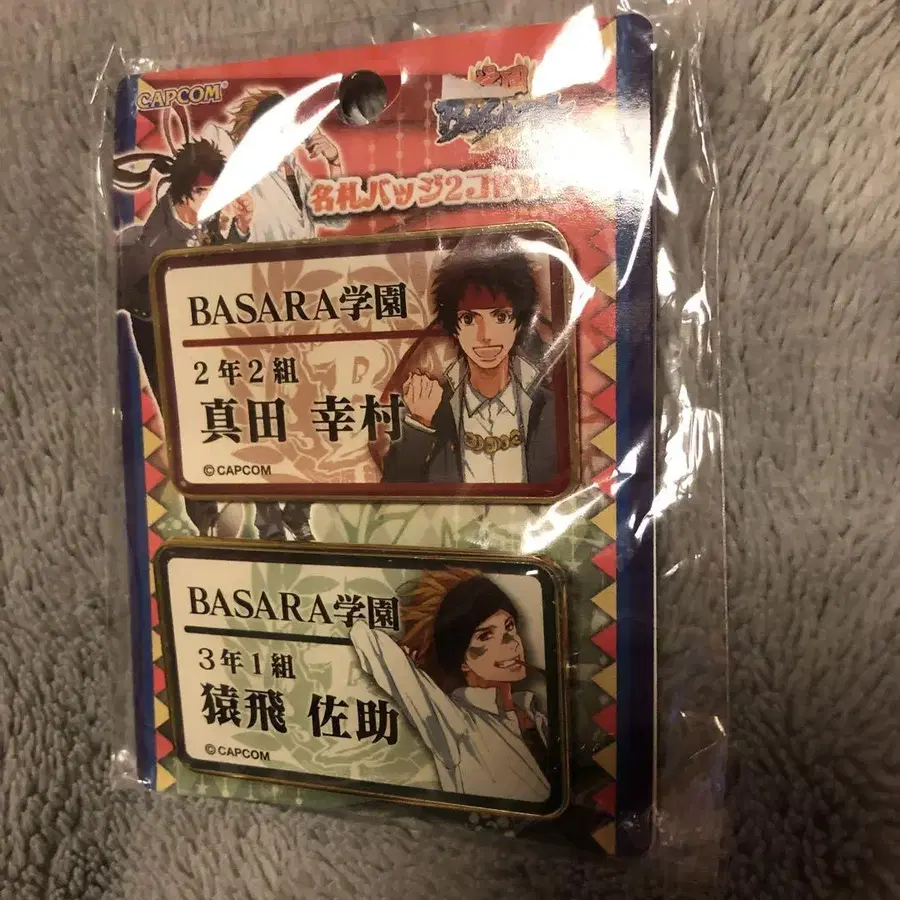 CAPCOM
BASARA
名札バッジ2コセット
BASARA学園
2年2組
真田 幸村
©CAPCOM
BASARA学園
3年1組
猿飛 佐助
©CAPCOM